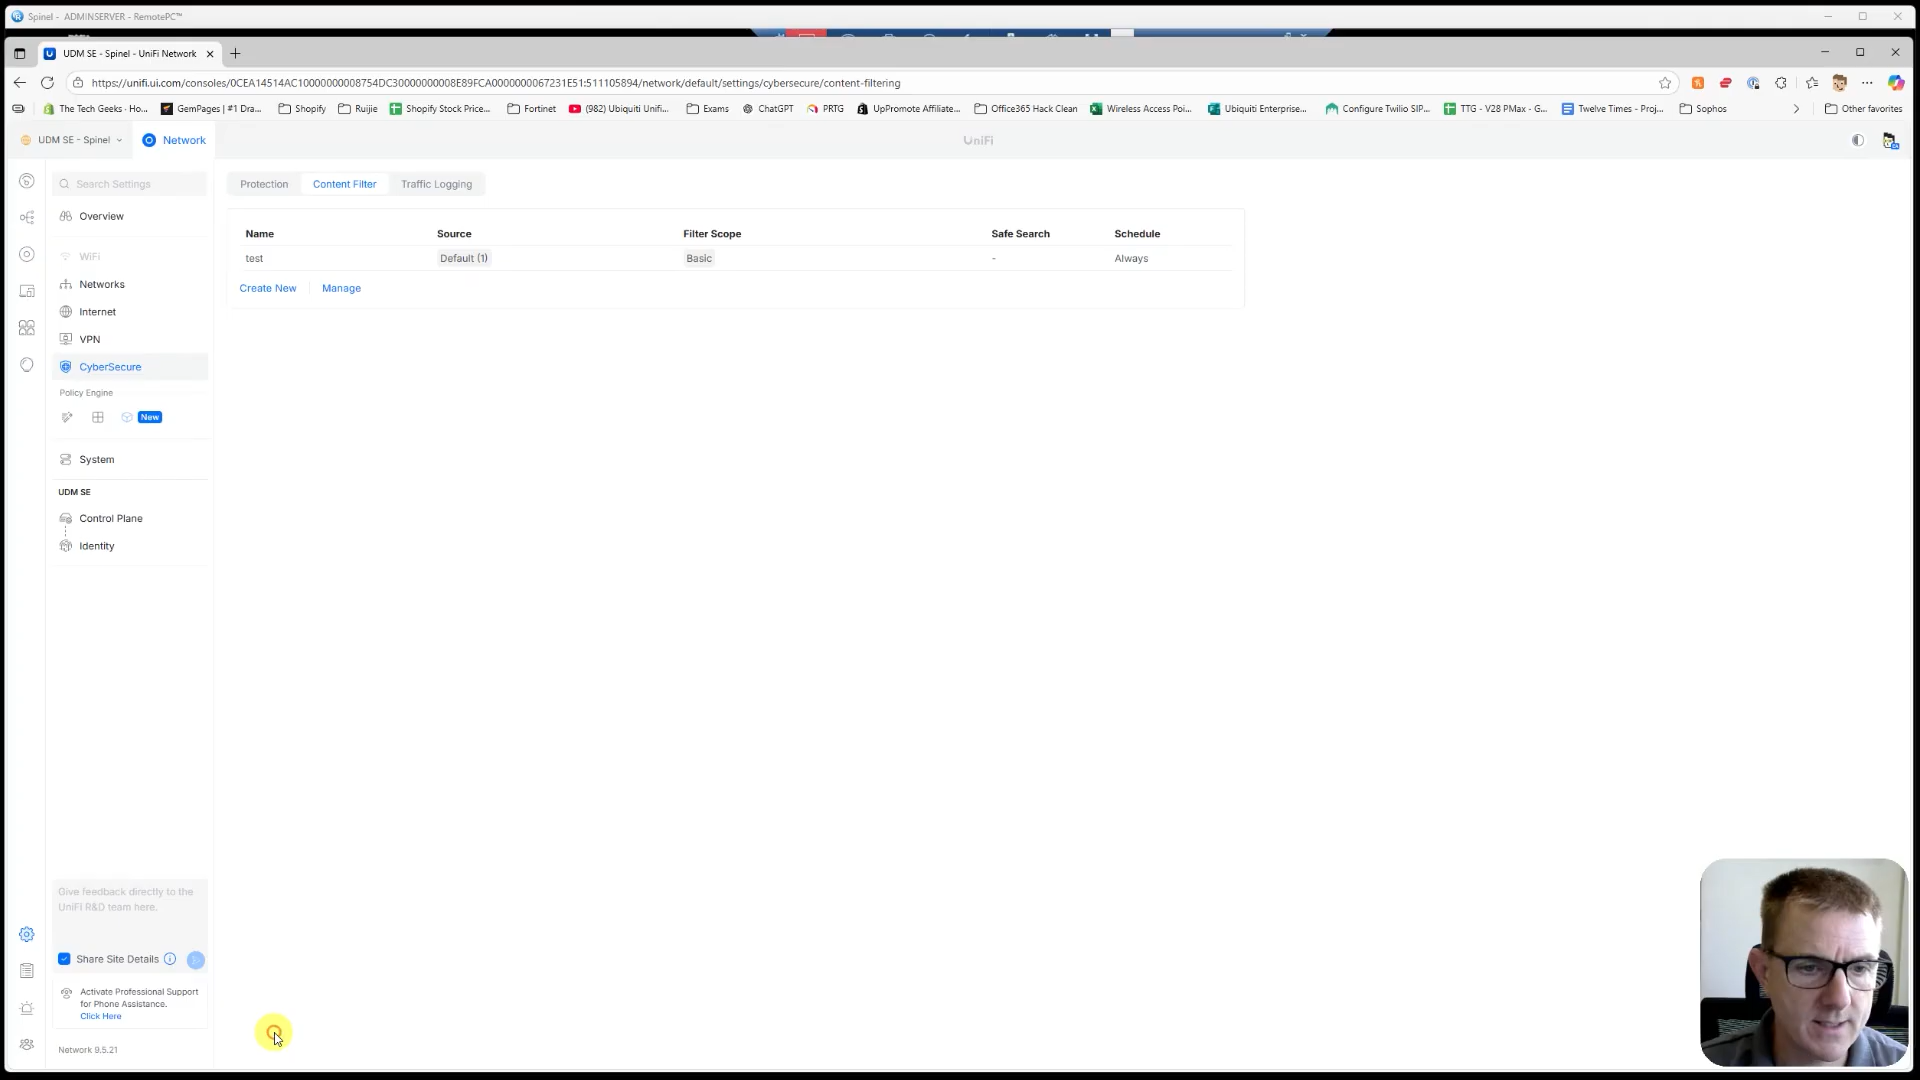 Spinel - ADMINSERVER - RemotePC™
UDM SE - Spinel - UniFi Network
https://unifi.ui.com/consoles/0CEA14514AC10000000008754DC30000000008E89FCA0000000067231E51:511105894/network/default/settings/cybersecure/content-filtering
The Tech Geeks - Ho... GemPages | #1 Dra... Shopify Ruijie Shopify Stock Price... Fortinet (982) Ubiquiti Unifi... Exams ChatGPT PRTG UpPromote Affiliate... Office365 Hack Clean Wireless Access Poi... Ubiquiti Enterprise... Configure Twilio SIP... TTG - V28 PMax - G... Twelve Times - Proj... Sophos Other favorites
UDM SE - Spinel Network UniFi
Search Settings
Protection Content Filter Traffic Logging
Overview
Name Source Filter Scope Safe Search Schedule
test Default (1) Basic - Always
Create New Manage
WiFi
Networks
Internet
VPN
CyberSecure
Policy Engine
New
System
UDM SE
Control Plane
Identity
Give feedback directly to the
UniFi R&D team here.
Share Site Details
Activate Professional Support
for Phone Assistance.
Click Here
Network 9.5.21